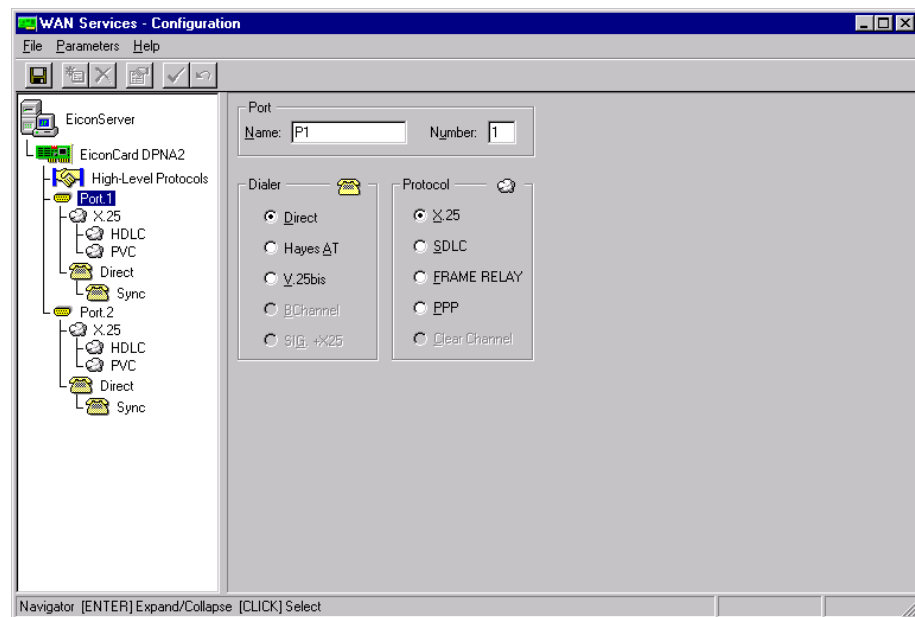 WAN Services - Configuration
File Parameters Help
EiconServer
EiconCard DPNA2
High-Level Protocols
Port.1
X.25
HDLC
PVC
Direct
Sync
Port.2
X.25
HDLC
PVC
Direct
Sync
Port
Name: P1 Number: 1
Dialer
Direct
Hayes AT
V.25bis
BChannel
SIG. +X25
Protocol
X.25
SDLC
FRAME RELAY
PPP
Clear Channel
Navigator [ENTER] Expand/Collapse [CLICK] Select